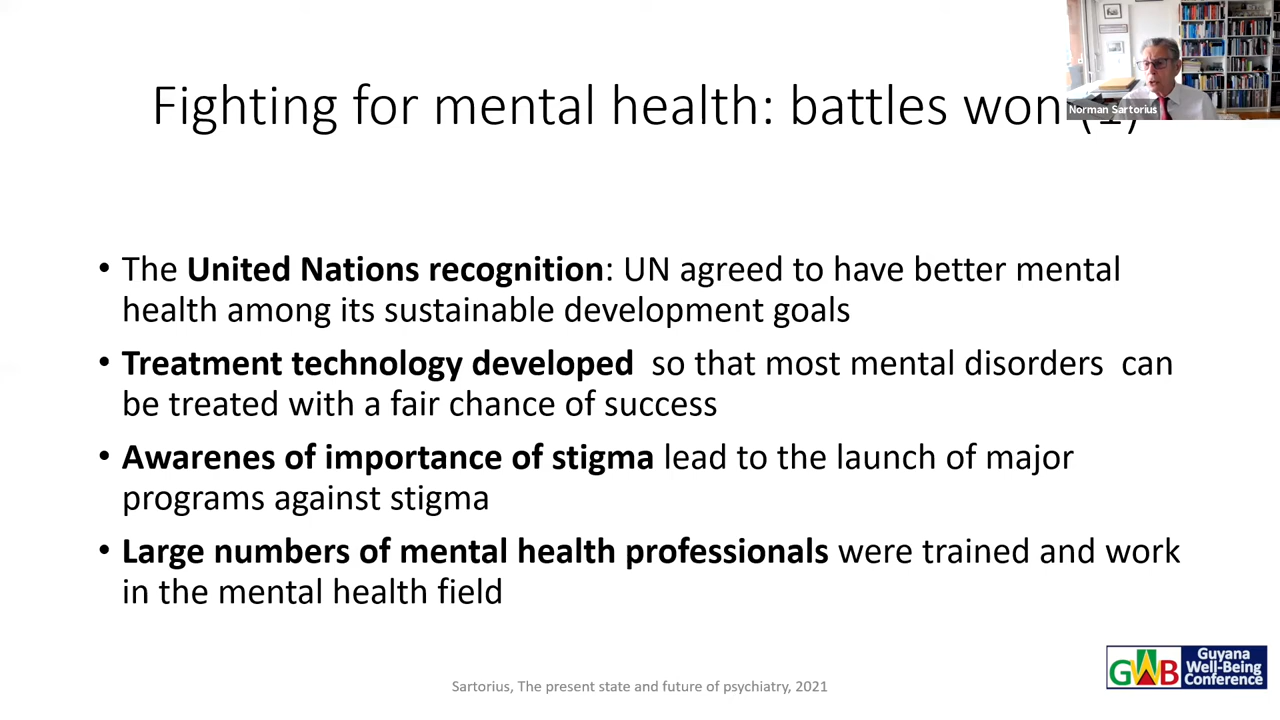 Fighting for mental health: battles won (1)
Norman Sartorius
• The United Nations recognition: UN agreed to have better mental
health among its sustainable development goals
• Treatment technology developed so that most mental disorders can
be treated with a fair chance of success
• Awarenes of importance of stigma lead to the launch of major
programs against stigma
• Large numbers of mental health professionals were trained and work
in the mental health field
Sartorius, The present state and future of psychiatry, 2021
GWB
Guyana
Well-Being
Conference